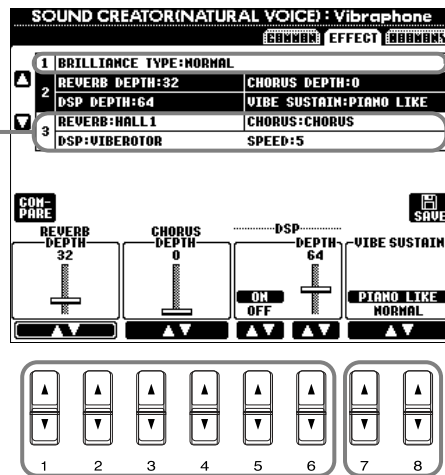 SOUND CREATOR(NATURAL VOICE) : Vibraphone
COMMON EFFECT HARMONY
1 BRILLIANCE TYPE:NORMAL
2 REVERB DEPTH:32 CHORUS DEPTH:0
DSP DEPTH:64 VIBE SUSTAIN:PIANO LIKE
3 REVERB:HALL1 CHORUS:CHORUS
DSP:VIBEROTOR SPEED:5
COM-
PARE
SAVE
REVERB DEPTH
CHORUS DEPTH
DSP
DEPTH
VIBE SUSTAIN
32 0 64
ON PIANO LIKE
OFF NORMAL
1 2 3 4 5 6 7 8